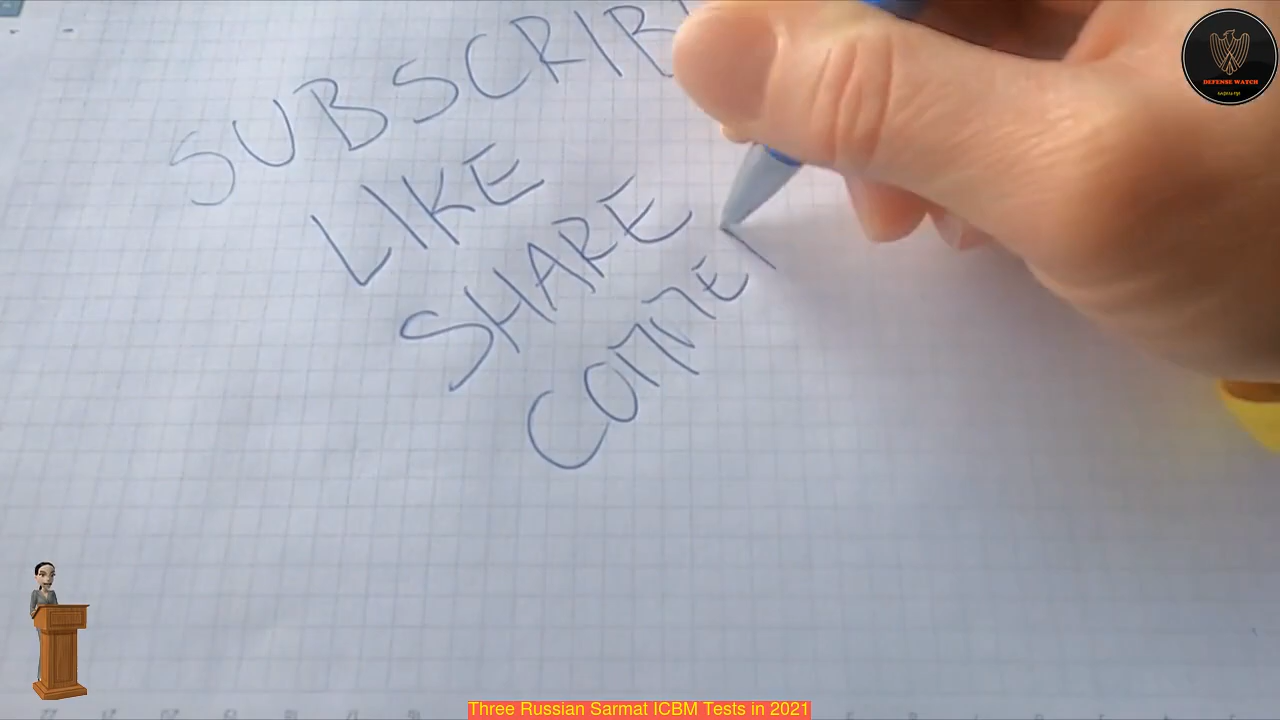 SUBSCRIB
LIKE
SHARE
COMME
DEFENSE WATCH
Three Russian Sarmat ICBM Tests in 2021